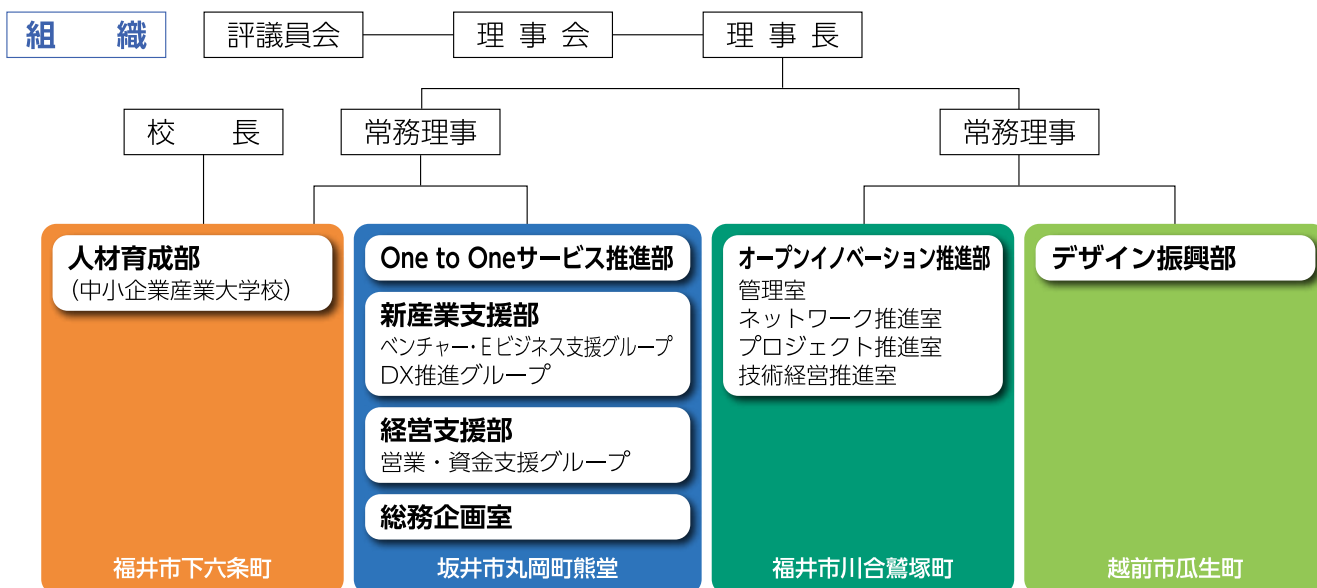 組　織
評議員会
理事会
理事長
校　長
常務理事
常務理事
人材育成部
(中小企業産業大学校)
福井市下六条町
One to Oneサービス推進部
新産業支援部
ベンチャー・Eビジネス支援グループ
DX推進グループ
経営支援部
営業・資金支援グループ
総務企画室
坂井市丸岡町熊堂
オープンイノベーション推進部
管理室
ネットワーク推進室
プロジェクト推進室
技術経営推進室
福井市川合鷲塚町
デザイン振興部
越前市瓜生町